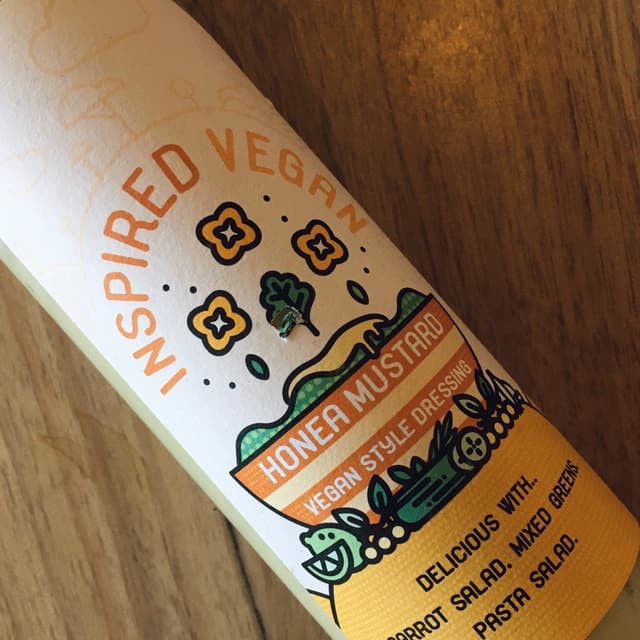 INSPIRED VEGAN
HONEA MUSTARD
VEGAN STYLE DRESSING
DELICIOUS WITH..
CARROT SALAD. MIXED GREENS.
PASTA SALAD.